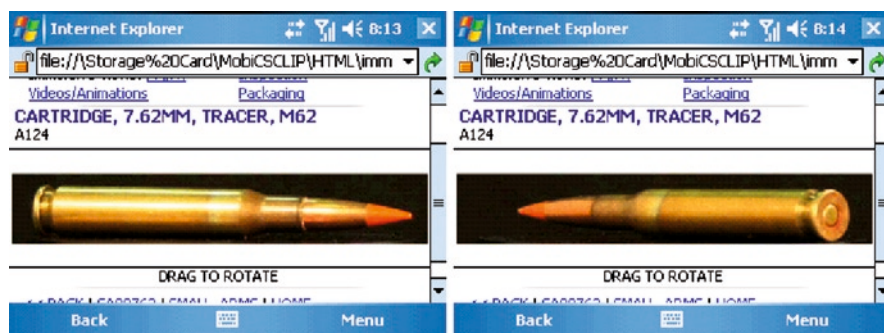 Internet Explorer 8:13
file://\Storage%20Card\MobiCSCLIP\HTML\imm
Videos/Animations Packaging
CARTRIDGE, 7.62MM, TRACER, M62
A124
DRAG TO ROTATE
Back Menu
Internet Explorer 8:14
file://\Storage%20Card\MobiCSCLIP\HTML\imm
Videos/Animations Packaging
CARTRIDGE, 7.62MM, TRACER, M62
A124
DRAG TO ROTATE
Back Menu